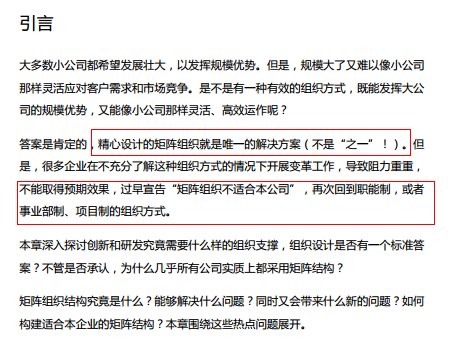 引言
大多数小公司都希望发展壮大，以发挥规模优势。但是，规模大了又难以像小公司
那样灵活应对客户需求和市场竞争。是不是有一种有效的组织方式，既能发挥大公
司的规模优势，又能像小公司那样灵活、高效运作呢？
答案是肯定的，精心设计的矩阵组织就是唯一的解决方案（不是“之一”！）。但
是，很多企业在不充分了解这种组织方式的情况下开展变革工作，导致阻力重重，
不能取得预期效果，过早宣告“矩阵组织不适合本公司”，再次回到职能制，或者
事业部制、项目制的组织方式。
本章深入探讨创新和研发究竟需要什么样的组织支撑，组织设计是否有一个标准答
案？不管是否承认，为什么几乎所有公司实质上都采用矩阵结构？
矩阵组织结构究竟是什么？能够解决什么问题？同时又会带来什么新的问题？如何
构建适合本企业的矩阵结构？本章围绕这些热点问题展开。